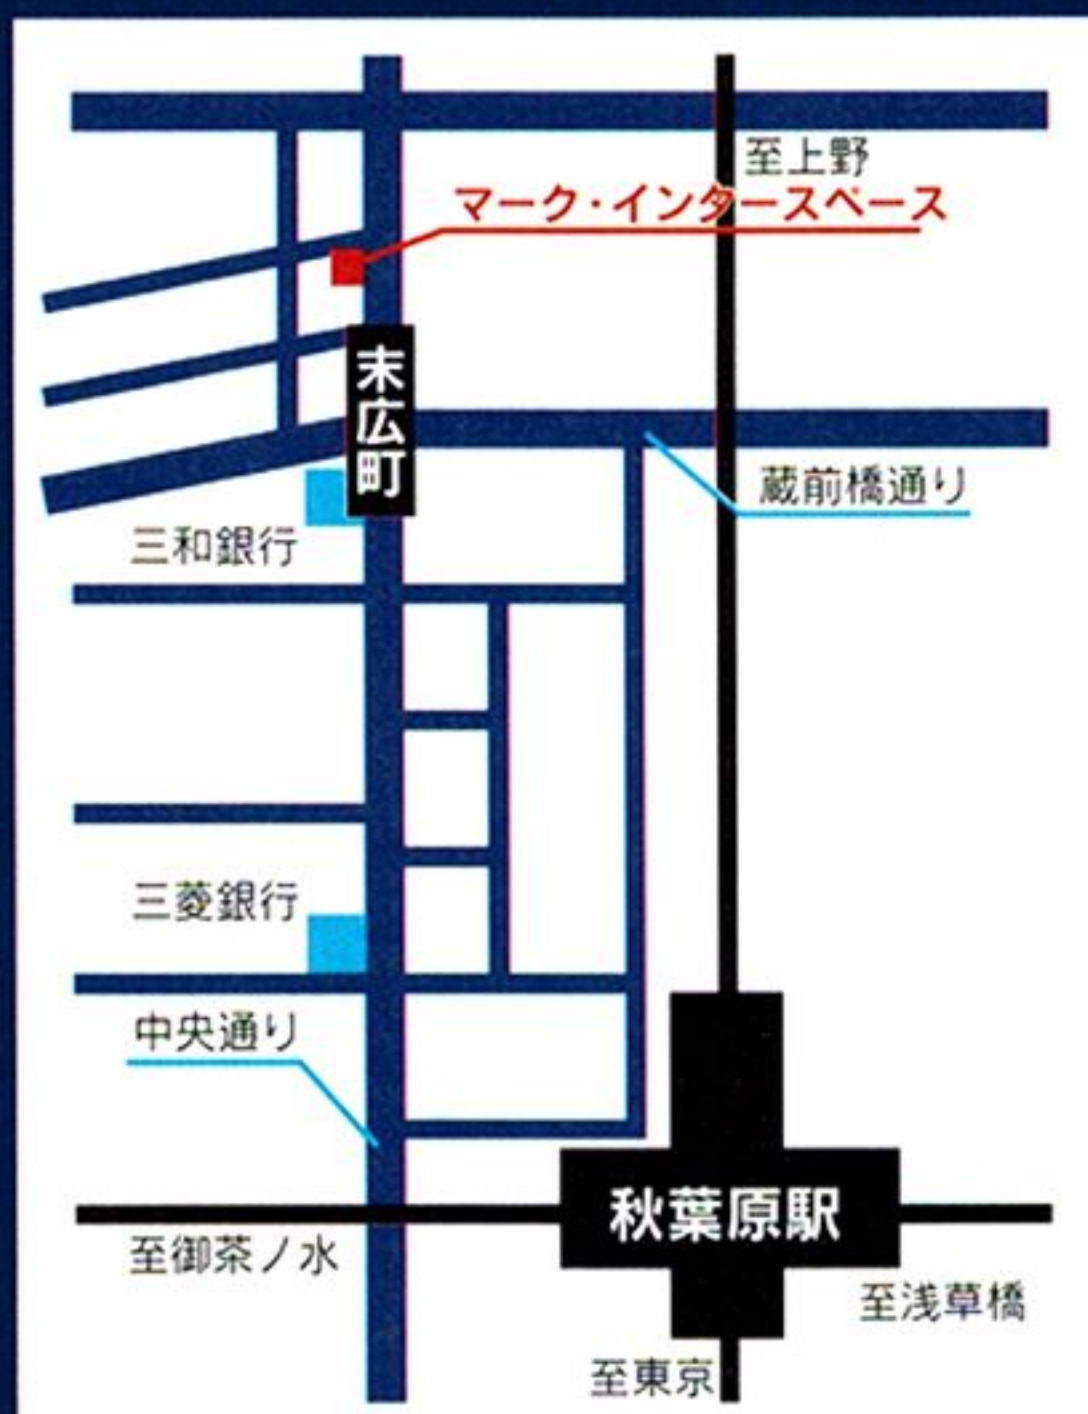 至上野
マーク・インタースペース
末広町
蔵前橋通り
三和銀行
三菱銀行
中央通り
秋葉原駅
至御茶ノ水
至浅草橋
至東京